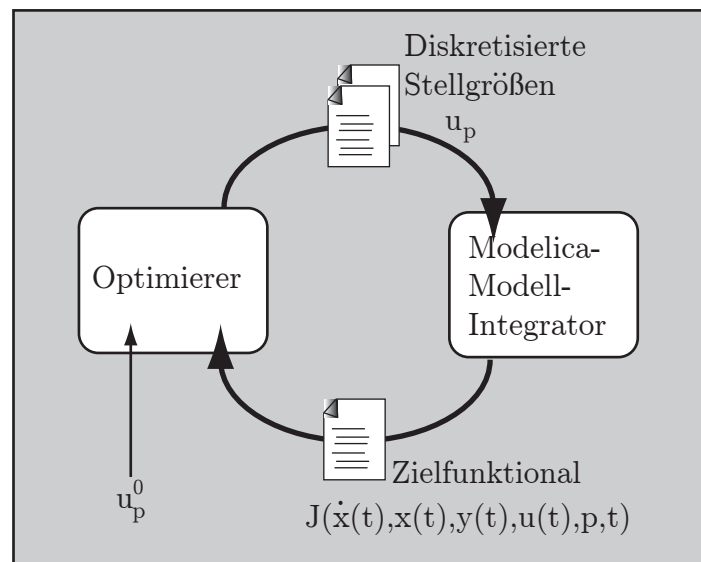 Diskretisierte
Stellgrößen
u_p
Optimierer
Modelica-
Modell-
Integrator
Zielfunktional
J(ẋ(t),x(t),y(t),u(t),p,t)
u_p^0